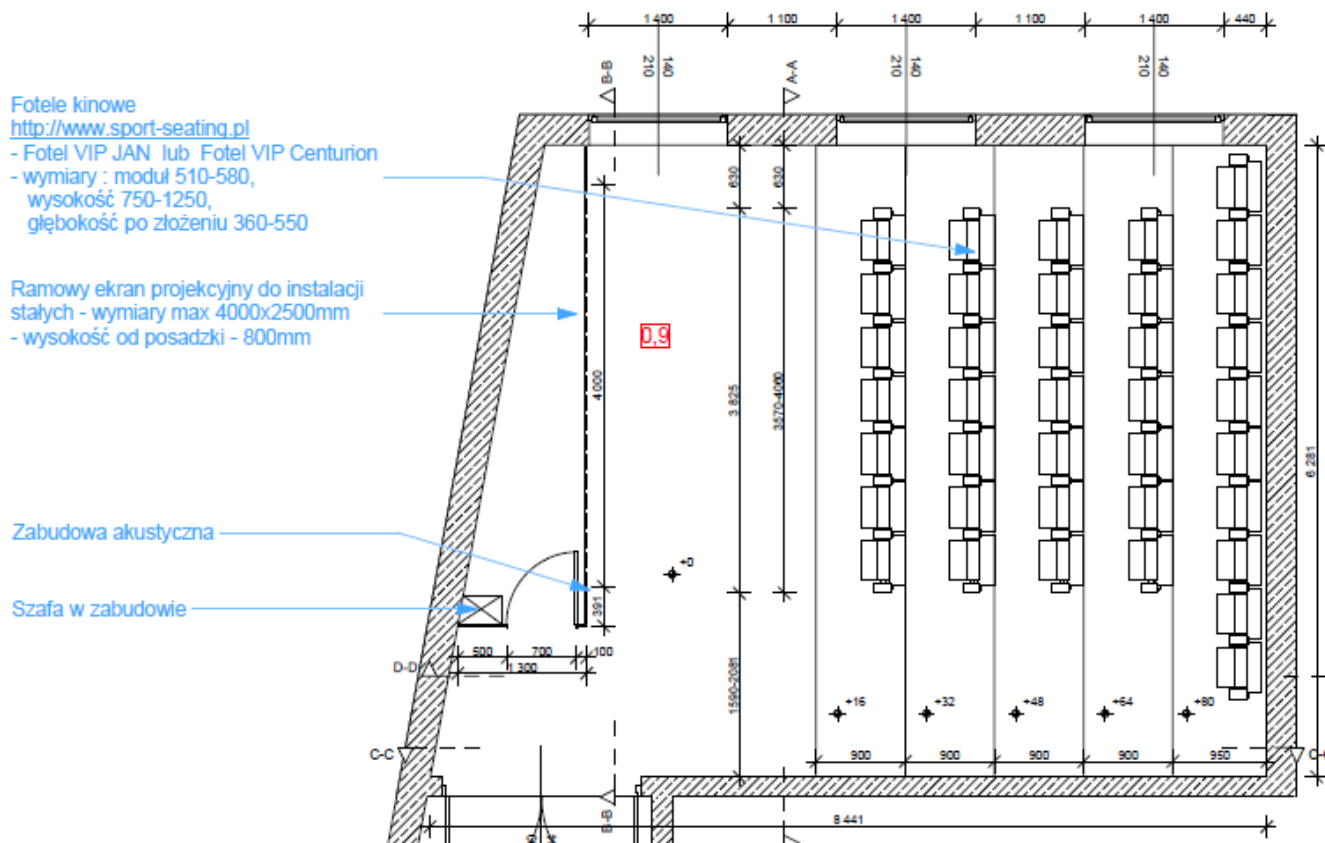 1 400
1 100
1 400
1 100
1 400
440
210
140
210
140
210
140
B-B
A-A
Fotele kinowe
http://www.sport-seating.pl
- Fotel VIP JAN lub Fotel VIP Centurion
- wymiary : moduł 510-580,
wysokość 750-1250,
głębokość po złożeniu 360-550
Ramowy ekran projekcyjny do instalacji
stałych - wymiary max 4000x2500mm
- wysokość od posadzki - 800mm
630
630
0,9
4 000
3 825
3570-4060
6 281
Zabudowa akustyczna
+0
Szafa w zabudowie
391
500
700
100
1 300
D-D
1590-2081
+16
+32
+48
+64
+80
C-C
900
900
900
900
950
C-C
B-B
8 441